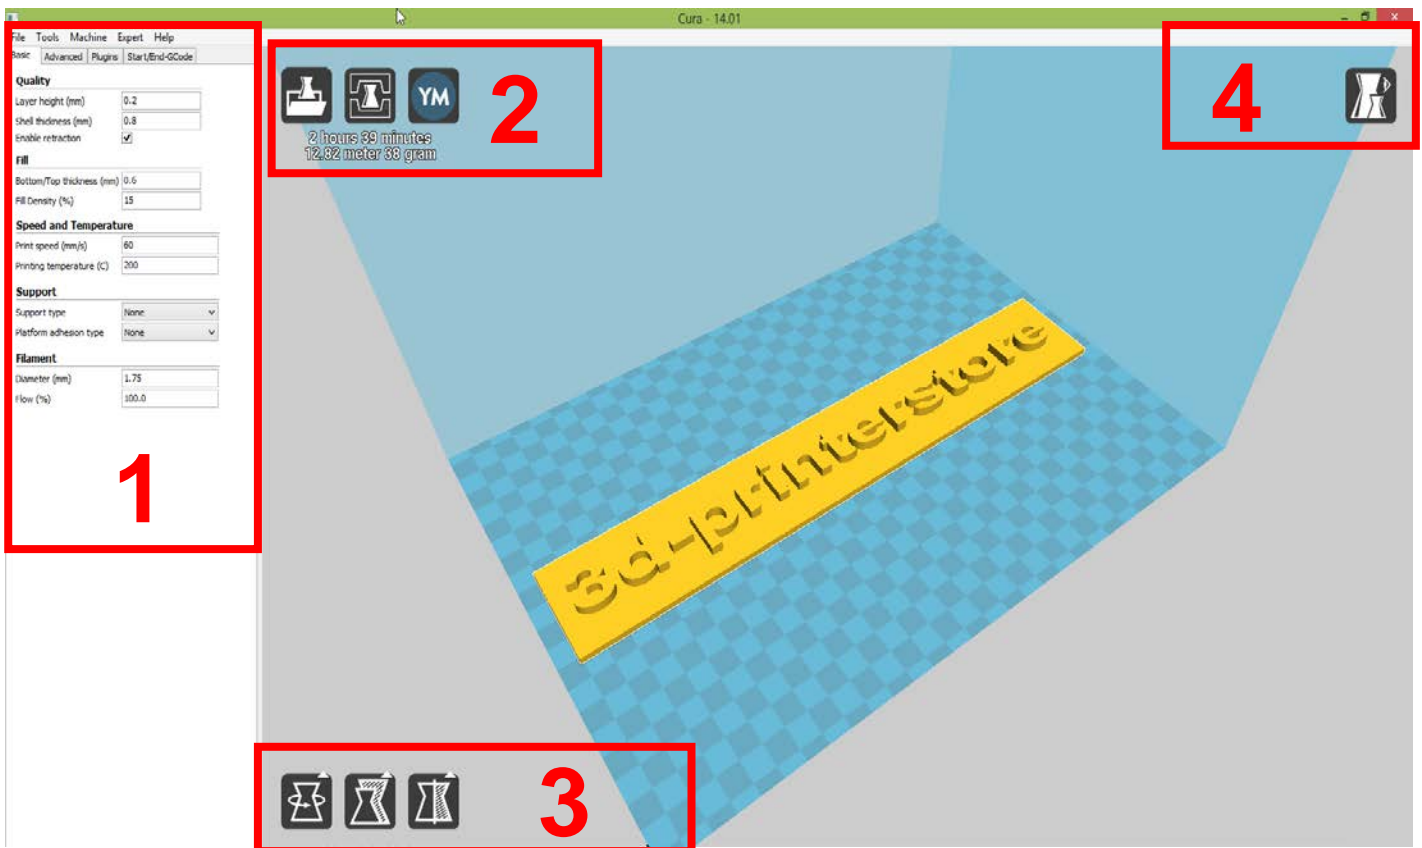 Cura - 14.01
File Tools Machine Expert Help
Basic Advanced Plugins Start/End-GCode
Quality
Layer height (mm) 0.2
Shell thickness (mm) 0.8
Enable retraction
Fill
Bottom/Top thickness (mm) 0.6
Fill Density (%) 15
Speed and Temperature
Print speed (mm/s) 60
Printing temperature (C) 200
Support
Support type None
Platform adhesion type None
Filament
Diameter (mm) 1.75
Flow (%) 100.0
1
YM
2
2 hours 39 minutes
12.82 meter 38 gram
4
3d-printerstore
3